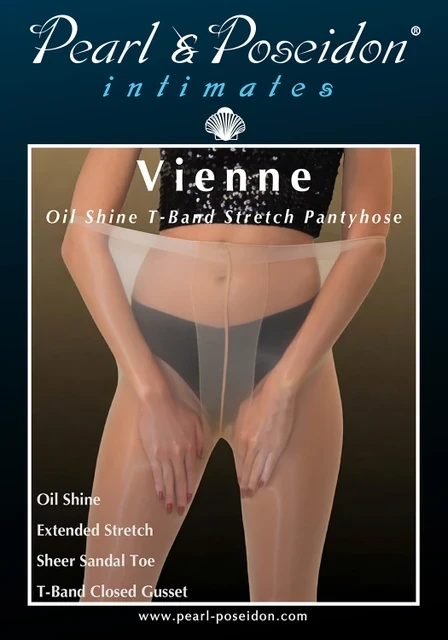 Pearl & Poseidon®
intimates
Vienne
Oil Shine T-Band Stretch Pantyhose
Oil Shine
Extended Stretch
Sheer Sandal Toe
T-Band Closed Gusset
www.pearl-poseidon.com